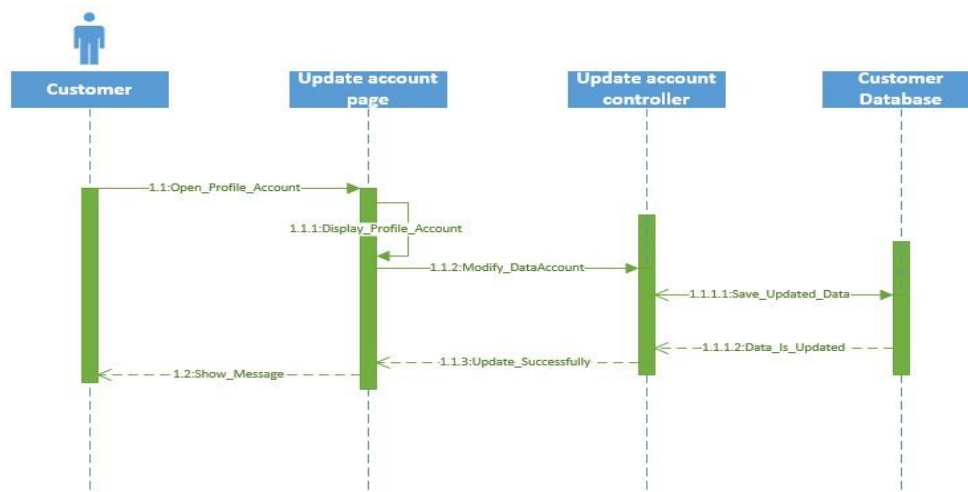 Customer
Update account
page
Update account
controller
Customer
Database
1.1:Open_Profile_Account
1.1.1:Display_Profile_Account
1.1.2:Modify_DataAccount
1.1.1.1:Save_Updated_Data
1.1.1.2:Data_Is_Updated
1.1.3:Update_Successfully
1.2:Show_Message